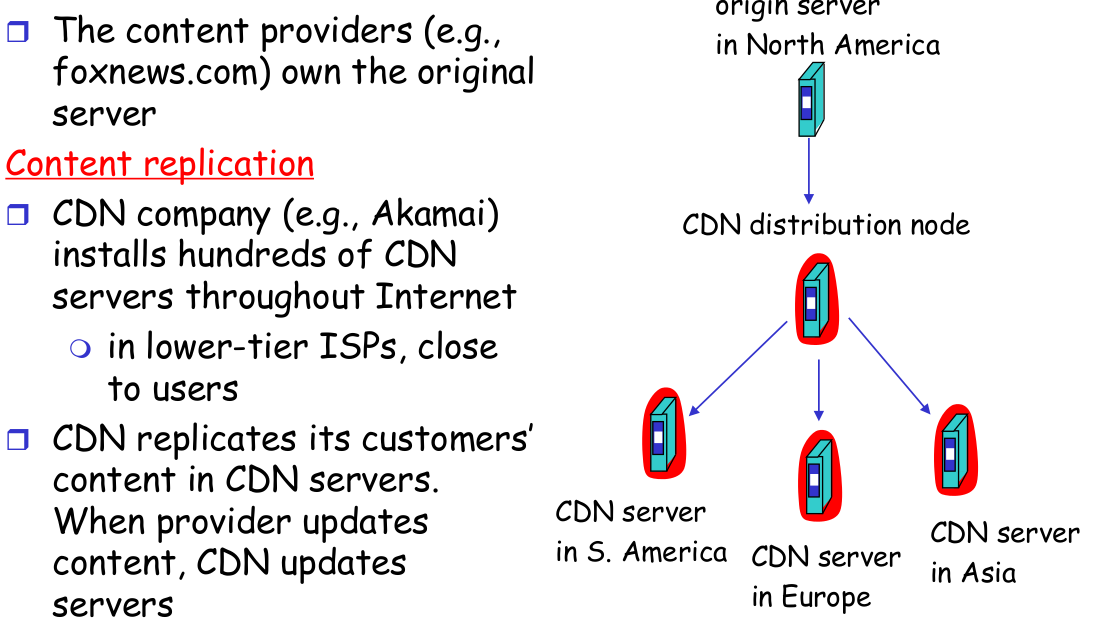 The content providers (e.g.,
foxnews.com) own the original
server
Content replication
CDN company (e.g., Akamai)
installs hundreds of CDN
servers throughout Internet
in lower-tier ISPs, close
to users
CDN replicates its customers’
content in CDN servers.
When provider updates
content, CDN updates
servers
origin server
in North America
CDN distribution node
CDN server
in S. America
CDN server
in Europe
CDN server
in Asia